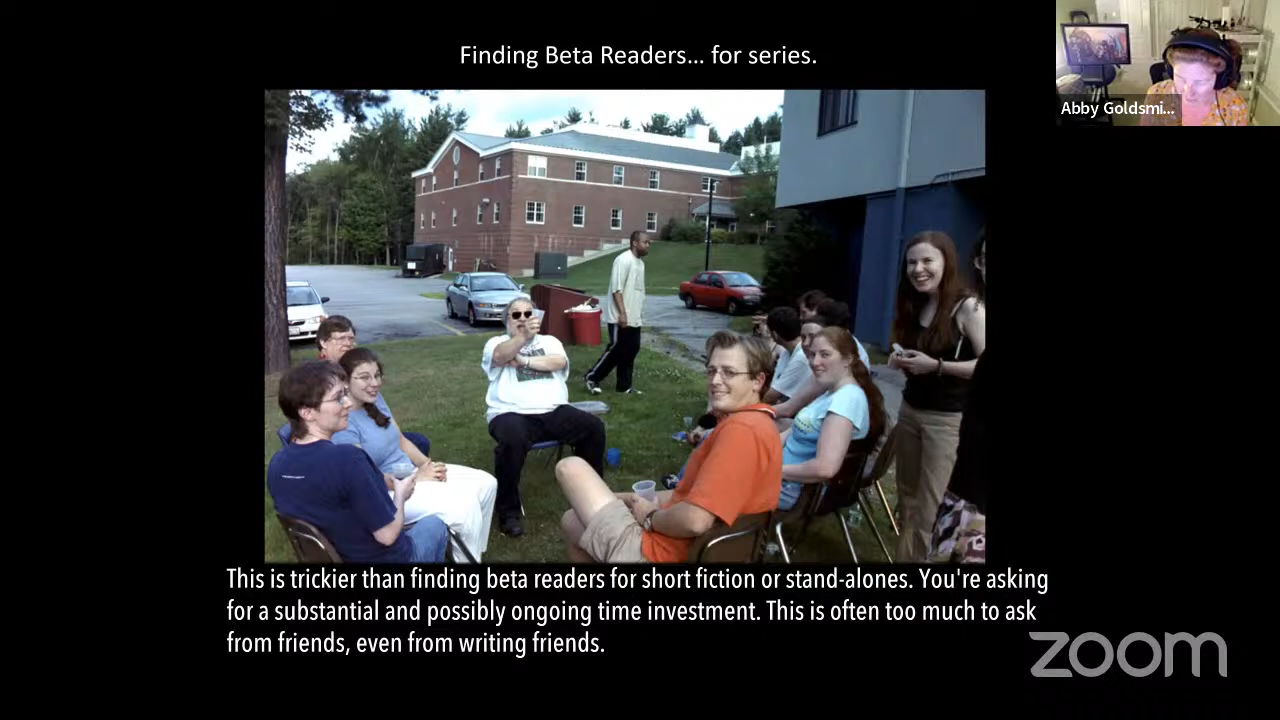 Finding Beta Readers... for series.
Abby Goldsmi...
This is trickier than finding beta readers for short fiction or stand-alones. You're asking
for a substantial and possibly ongoing time investment. This is often too much to ask
from friends, even from writing friends.
zoom